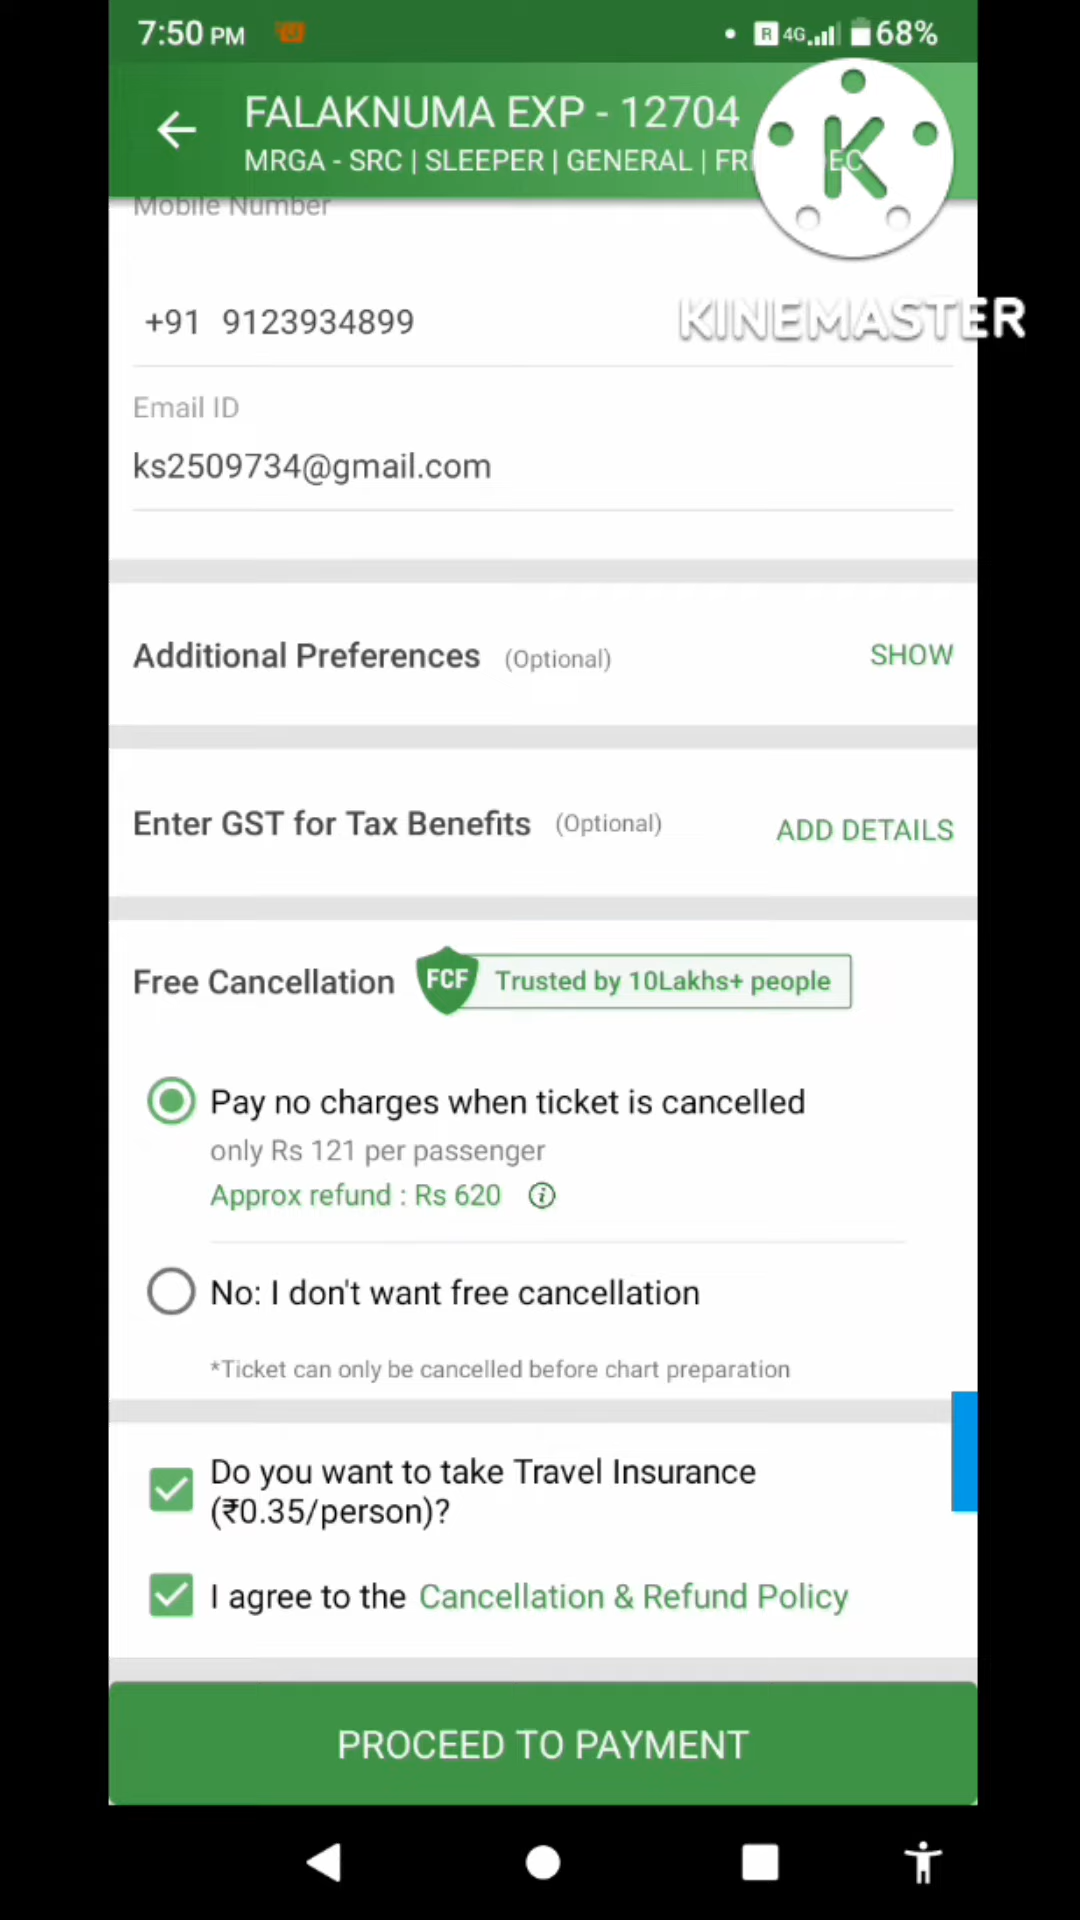 7:50 PM
R 4G 68%
FALAKNUMA EXP - 12704
MRGA - SRC | SLEEPER | GENERAL | FR EC
K
KINEMASTER
Mobile Number
+91 9123934899
Email ID
ks2509734@gmail.com
Additional Preferences (Optional) SHOW
Enter GST for Tax Benefits (Optional) ADD DETAILS
Free Cancellation FCF Trusted by 10Lakhs+ people
Pay no charges when ticket is cancelled
only Rs 121 per passenger
Approx refund : Rs 620 i
No: I don't want free cancellation
*Ticket can only be cancelled before chart preparation
Do you want to take Travel Insurance
(₹0.35/person)?
I agree to the Cancellation & Refund Policy
PROCEED TO PAYMENT